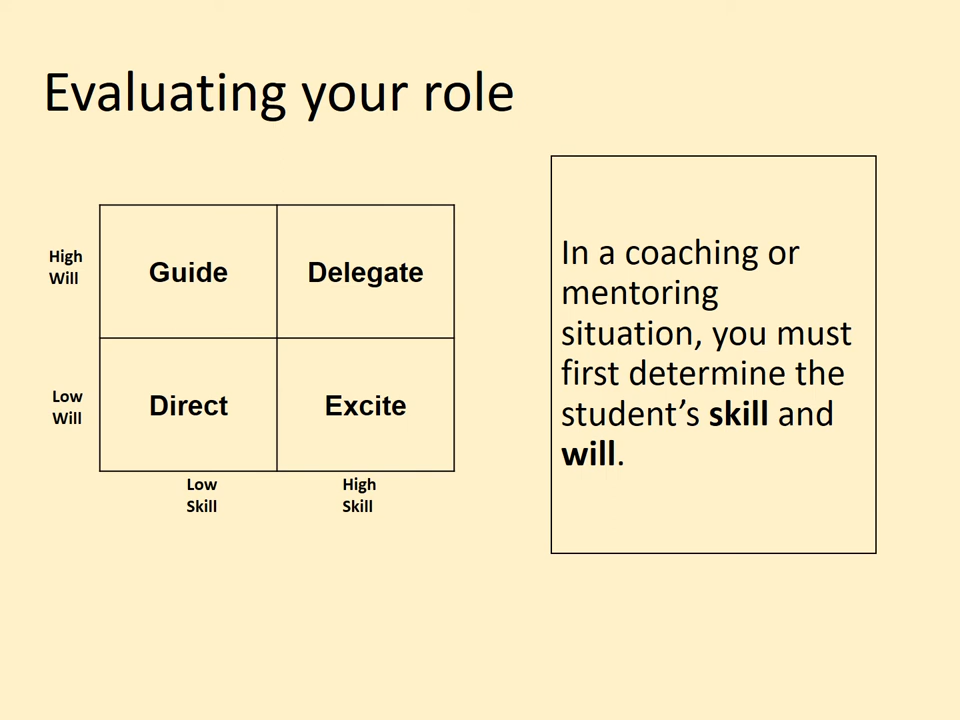 Evaluating your role
High
Will
Guide
Delegate
Low
Will
Direct
Excite
Low
Skill
High
Skill
In a coaching or
mentoring
situation, you must
first determine the
student’s skill and
will.